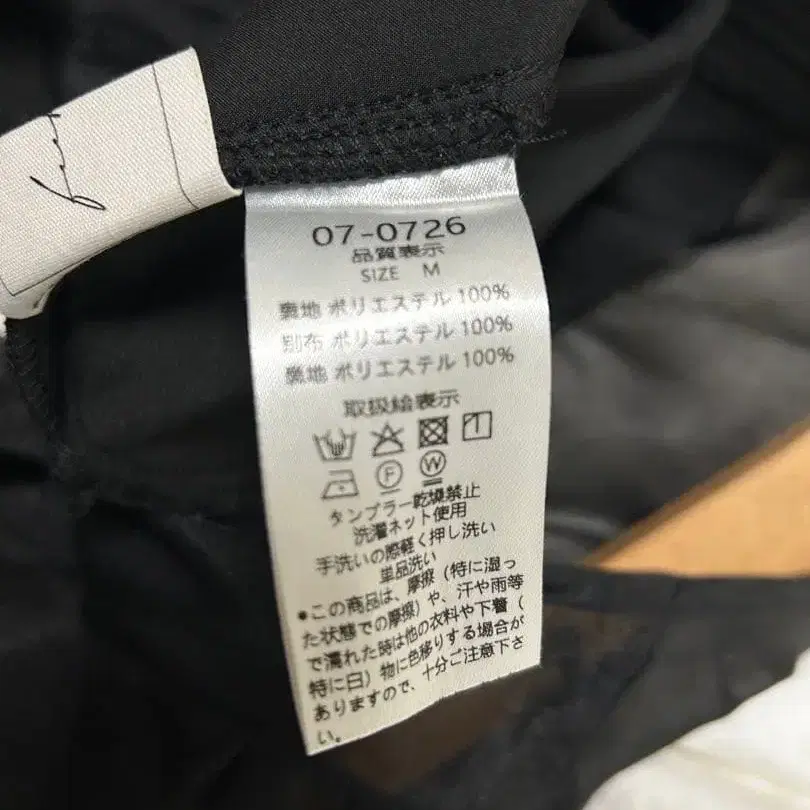 07-0726
品質表示
SIZE M
裏地 ポリエステル 100%
別布 ポリエステル 100%
裏地 ポリエステル 100%
取扱絵表示
F
W
タンブラー乾燥禁止
洗濯ネット使用
手洗いの際軽く押し洗い
単品洗い
●この商品は、摩擦（特に湿っ
た状態での摩擦）や、汗や雨等
で濡れた時は他の衣料や下着（
特に白）物に色移りする場合が
ありますので、十分ご注意下さ
い。